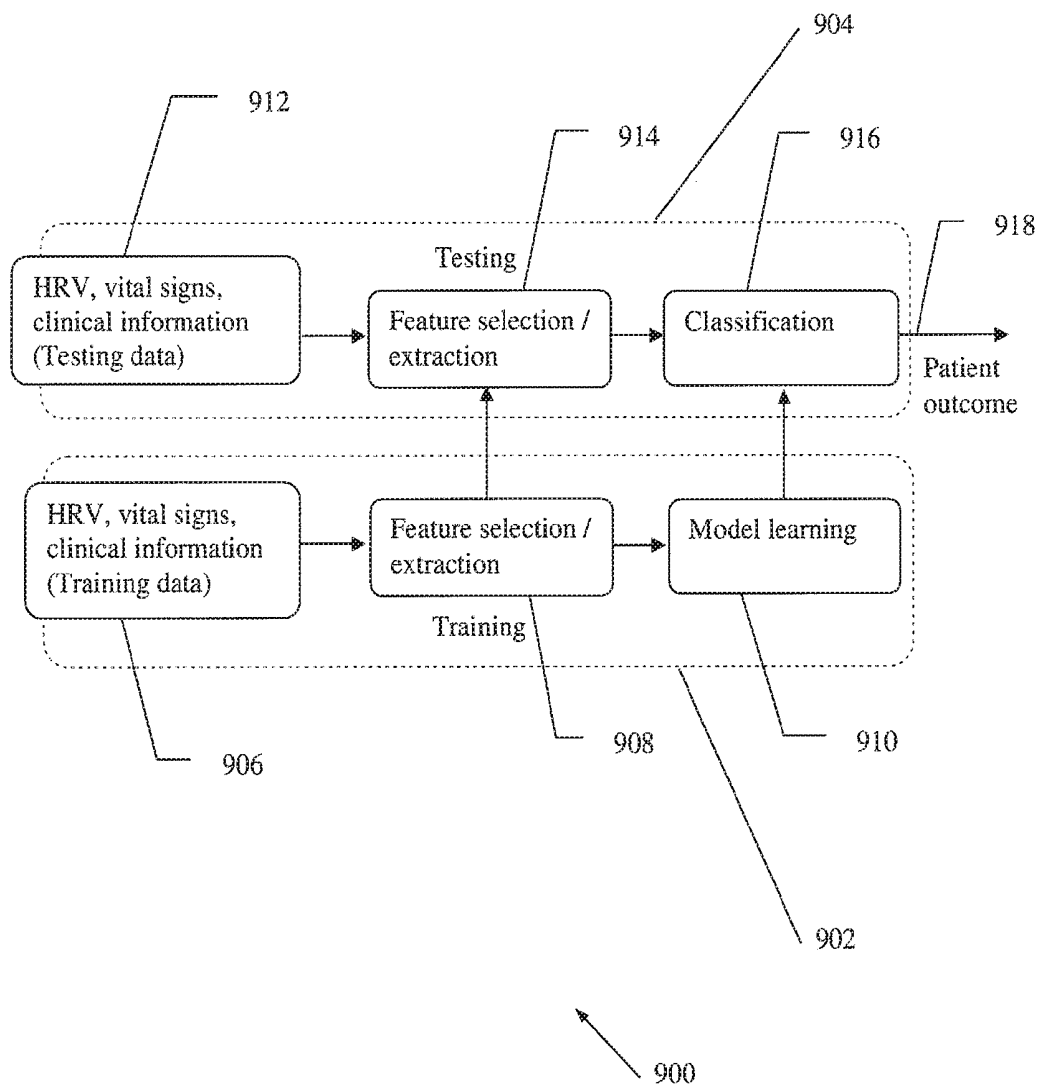 904
912
914
916
918
Testing
HRV, vital signs,
clinical information
(Testing data)
Feature selection /
extraction
Classification
Patient
outcome
HRV, vital signs,
clinical information
(Training data)
Feature selection /
extraction
Model learning
Training
906
908
910
902
900